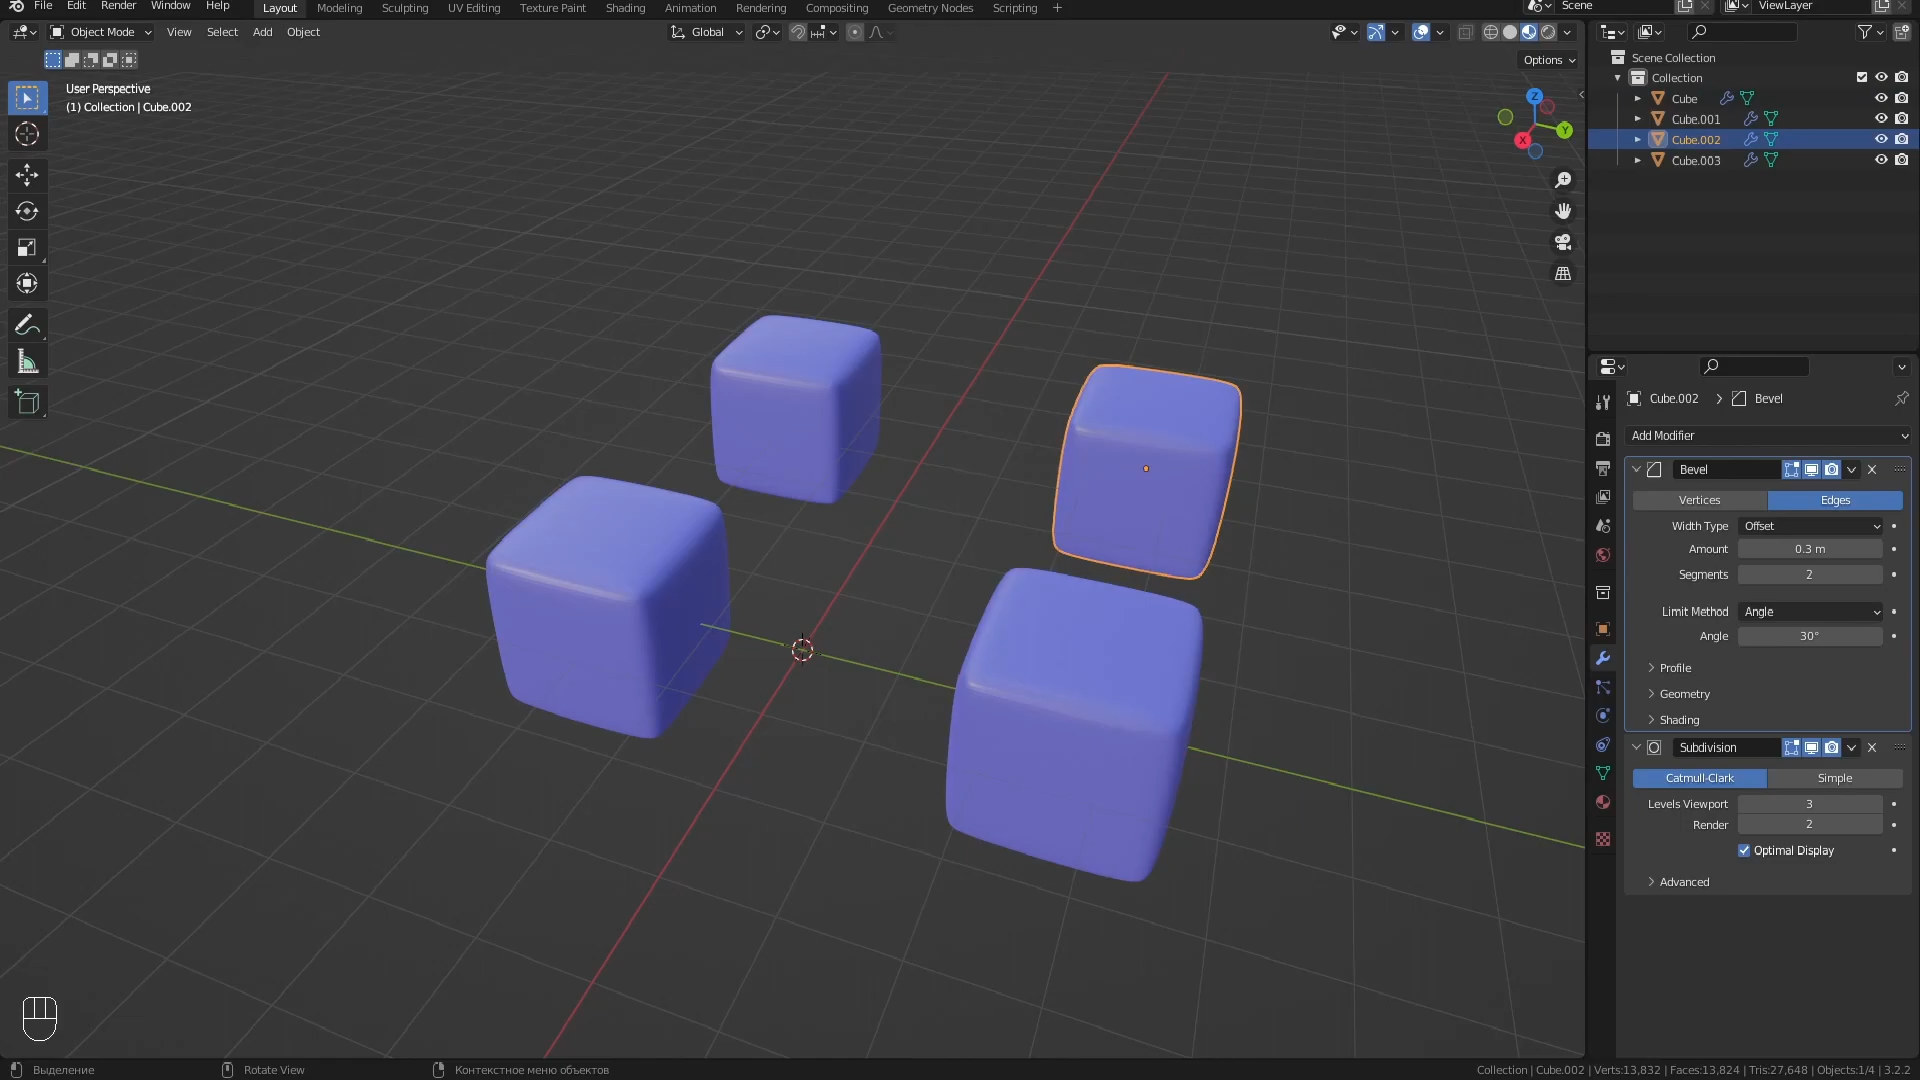 File Edit Render Window Help Layout Modeling Sculpting UV Editing Texture Paint Shading Animation Rendering Compositing Geometry Nodes Scripting + Scene ViewLayer
Object Mode View Select Add Object Global
Options
User Perspective
(1) Collection | Cube.002
Z
Y
X
Scene Collection
Collection
Cube
Cube.001
Cube.002
Cube.003
Cube.002 > Bevel
Add Modifier
Bevel
Vertices Edges
Width Type Offset
Amount 0.3 m
Segments 2
Limit Method Angle
Angle 30°
Profile
Geometry
Shading
Subdivision
Catmull-Clark Simple
Levels Viewport 3
Render 2
Optimal Display
Advanced
Выделение Rotate View Контекстное меню объектов Collection | Cube.002 | Verts:13,832 | Faces:13,824 | Tris:27,648 | Objects:1/4 | 3.2.2